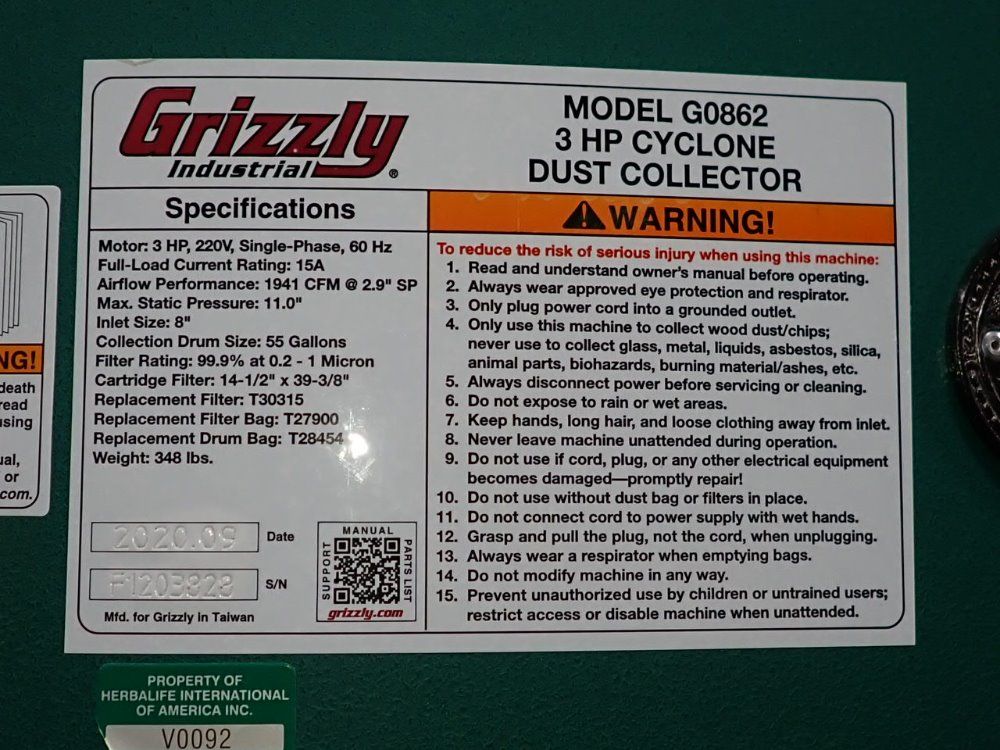 Grizzly
Industrial®
MODEL G0862
3 HP CYCLONE
DUST COLLECTOR
Specifications
Motor: 3 HP, 220V, Single-Phase, 60 Hz
Full-Load Current Rating: 15A
Airflow Performance: 1941 CFM @ 2.9" SP
Max. Static Pressure: 11.0"
Inlet Size: 8"
Collection Drum Size: 55 Gallons
Filter Rating: 99.9% at 0.2 - 1 Micron
Cartridge Filter: 14-1/2" x 39-3/8"
Replacement Filter: T30315
Replacement Filter Bag: T27900
Replacement Drum Bag: T28454
Weight: 348 lbs.
2020.09 Date
S/N
Mfd. for Grizzly in Taiwan
MANUAL
SUPPORT
PARTS LIST
grizzly.com
WARNING!
To reduce the risk of serious injury when using this machine:
1. Read and understand owner's manual before operating.
2. Always wear approved eye protection and respirator.
3. Only plug power cord into a grounded outlet.
4. Only use this machine to collect wood dust/chips;
never use to collect glass, metal, liquids, asbestos, silica,
animal parts, biohazards, burning material/ashes, etc.
5. Always disconnect power before servicing or cleaning.
6. Do not expose to rain or wet areas.
7. Keep hands, long hair, and loose clothing away from inlet.
8. Never leave machine unattended during operation.
9. Do not use if cord, plug, or any other electrical equipment
becomes damaged—promptly repair!
10. Do not use without dust bag or filters in place.
11. Do not connect cord to power supply with wet hands.
12. Grasp and pull the plug, not the cord, when unplugging.
13. Always wear a respirator when emptying bags.
14. Do not modify machine in any way.
15. Prevent unauthorized use by children or untrained users;
restrict access or disable machine when unattended.
NG!
death
read
using
ual,
or
com.
PROPERTY OF
HERBALIFE INTERNATIONAL
OF AMERICA INC.
V0092